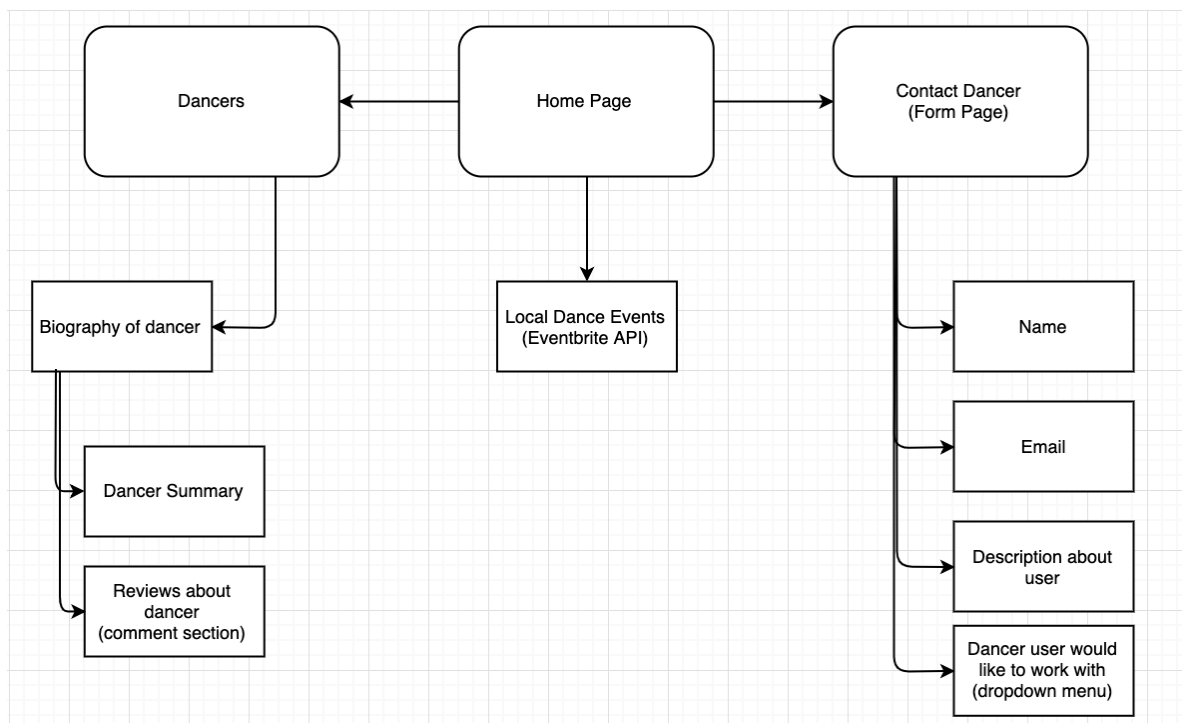 Dancers
Home Page
Contact Dancer
(Form Page)
Biography of dancer
Local Dance Events
(Eventbrite API)
Name
Email
Dancer Summary
Description about
user
Reviews about
dancer
(comment section)
Dancer user would
like to work with
(dropdown menu)